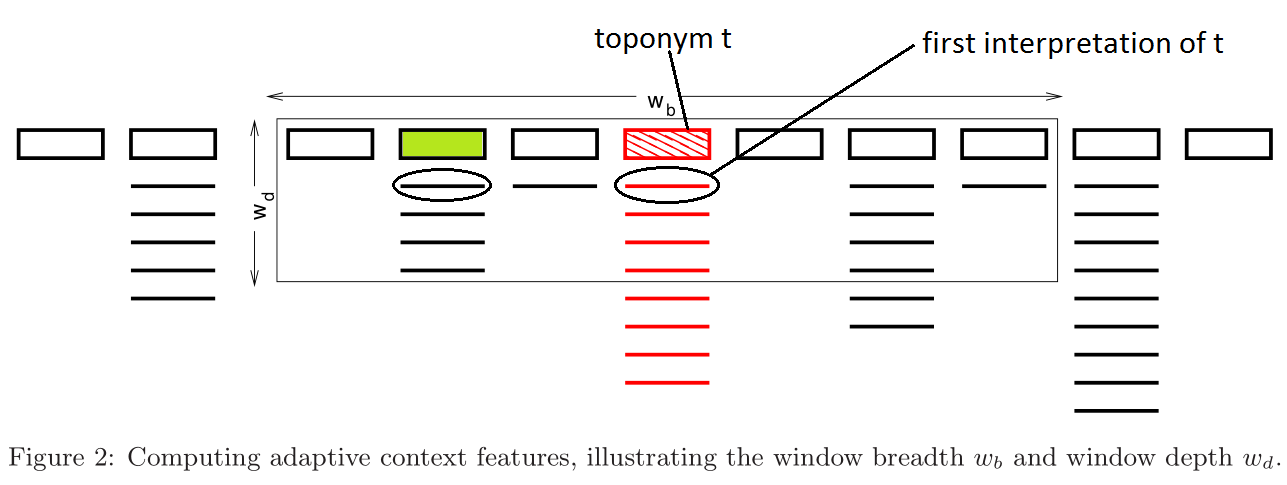 toponym t
first interpretation of t
w_b
w_d
Figure 2: Computing adaptive context features, illustrating the window breadth w_b and window depth w_d.